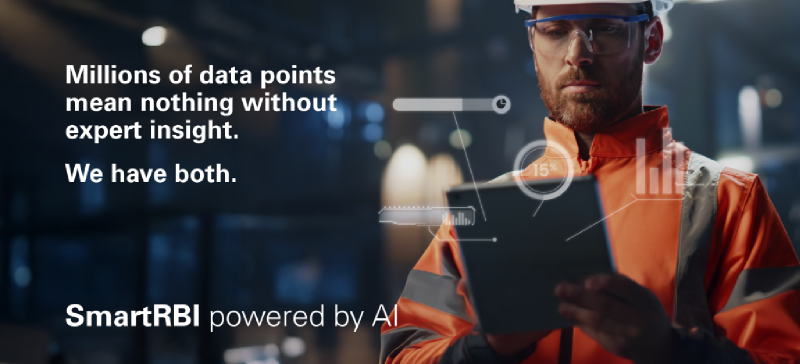 Millions of data points
mean nothing without
expert insight.
We have both.
15%
SmartRBI powered by AI